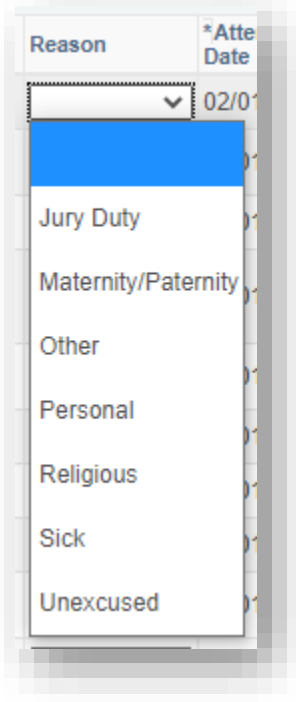 Reason
*Atte
Date
02/01
Jury Duty
Maternity/Paternity
Other
Personal
Religious
Sick
Unexcused